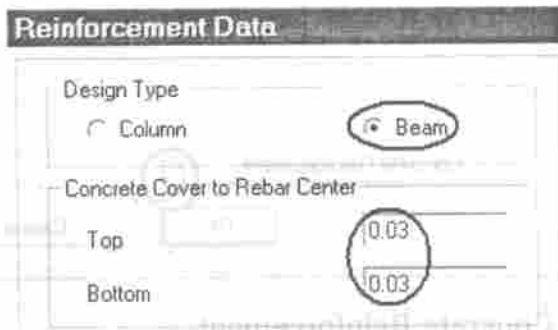 Reinforcement Data
Design Type
Column Beam
Concrete Cover to Rebar Center
Top 0.03
Bottom 0.03